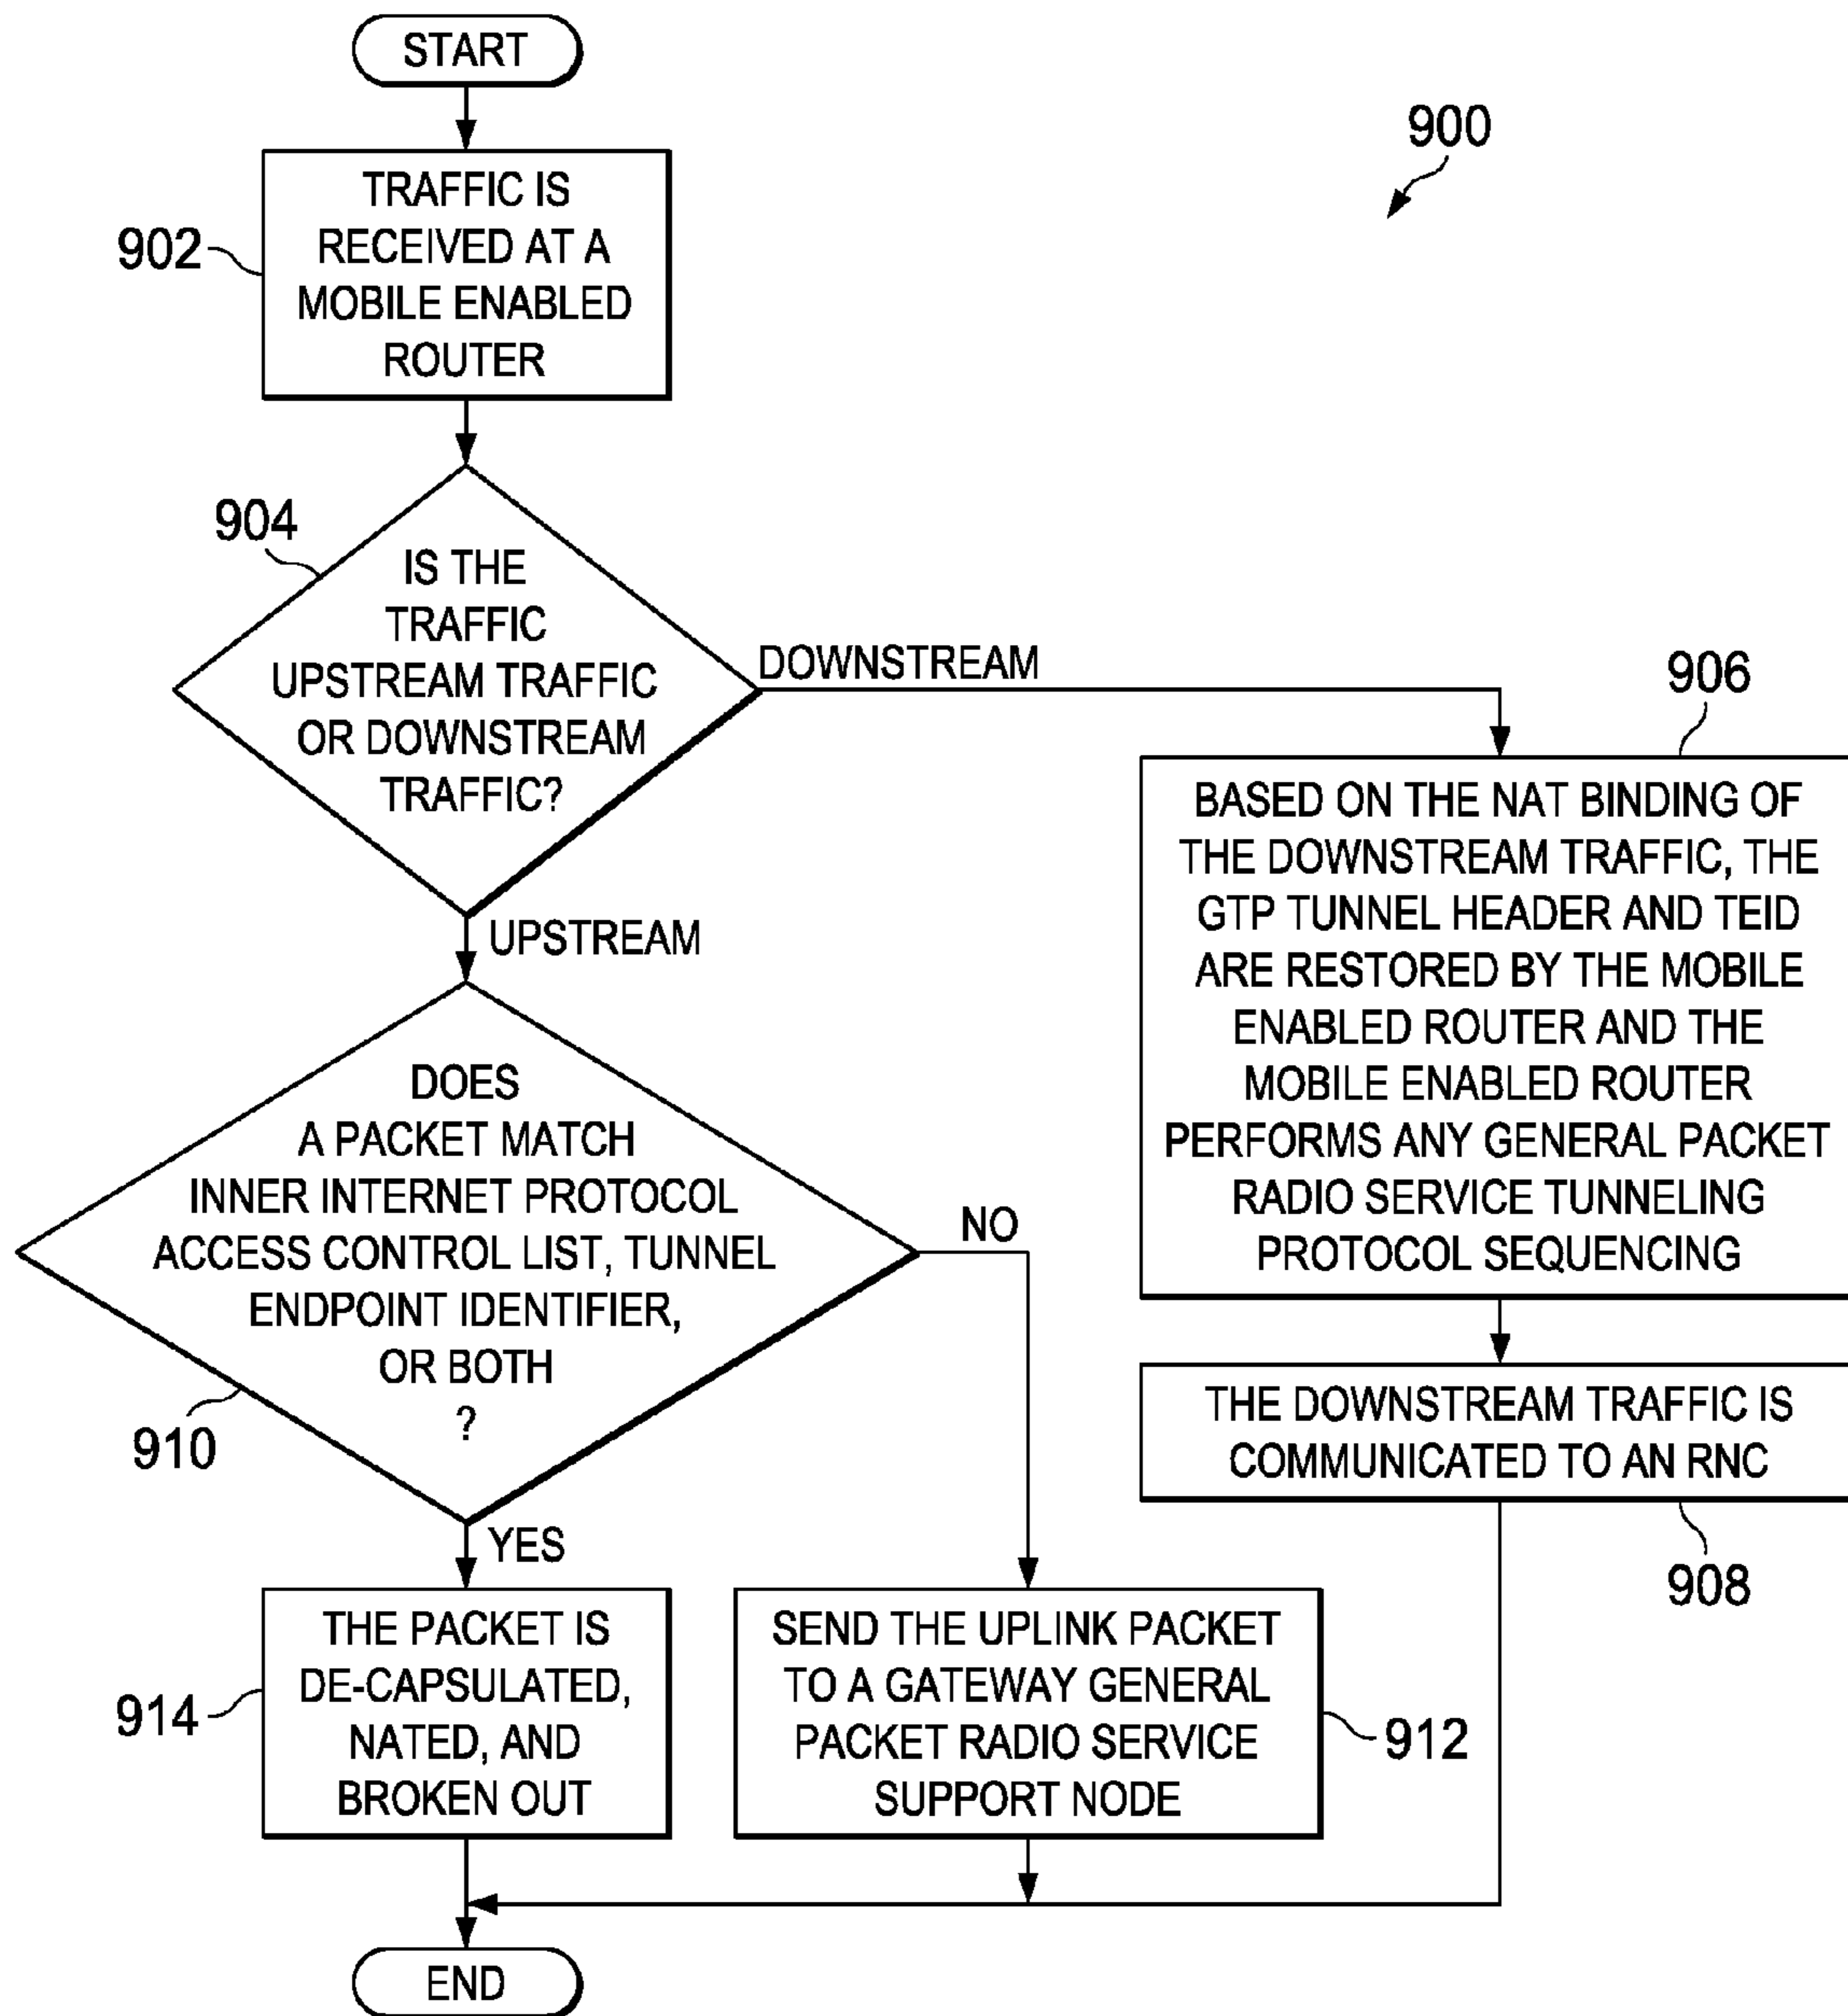 START
900
TRAFFIC IS
RECEIVED AT A
MOBILE ENABLED
ROUTER
902
904
IS THE
TRAFFIC
UPSTREAM TRAFFIC
OR DOWNSTREAM
TRAFFIC?
DOWNSTREAM
UPSTREAM
906
BASED ON THE NAT BINDING OF
THE DOWNSTREAM TRAFFIC, THE
GTP TUNNEL HEADER AND TEID
ARE RESTORED BY THE MOBILE
ENABLED ROUTER AND THE
MOBILE ENABLED ROUTER
PERFORMS ANY GENERAL PACKET
RADIO SERVICE TUNNELING
PROTOCOL SEQUENCING
THE DOWNSTREAM TRAFFIC IS
COMMUNICATED TO AN RNC
908
DOES
A PACKET MATCH
INNER INTERNET PROTOCOL
ACCESS CONTROL LIST, TUNNEL
ENDPOINT IDENTIFIER,
OR BOTH
?
910
NO
YES
THE PACKET IS
DE-CAPSULATED,
NATED, AND
BROKEN OUT
914
SEND THE UPLINK PACKET
TO A GATEWAY GENERAL
PACKET RADIO SERVICE
SUPPORT NODE
912
END